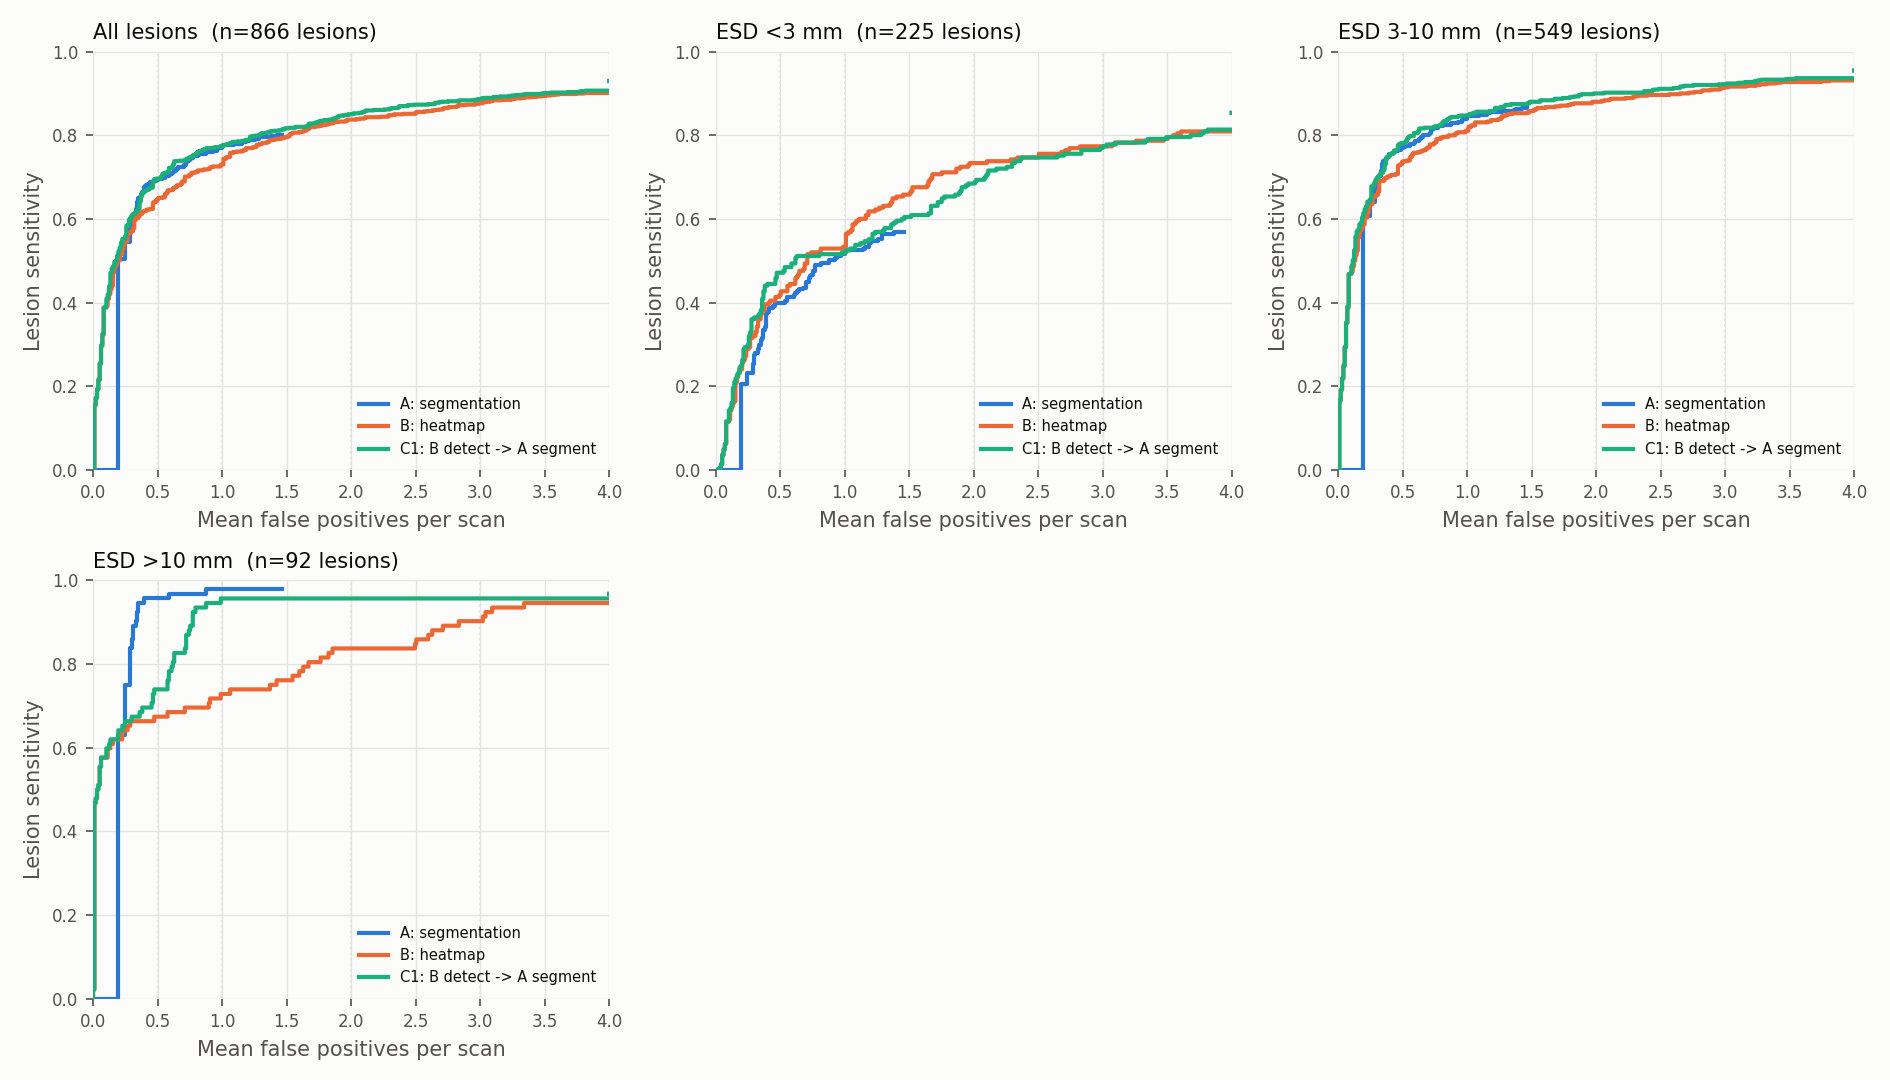 All lesions  (n=866 lesions)
1.0
0.8
0.6
0.4
0.2
0.0
Lesion sensitivity
A: segmentation
B: heatmap
C1: B detect -> A segment
0.0 0.5 1.0 1.5 2.0 2.5 3.0 3.5 4.0
Mean false positives per scan
ESD <3 mm  (n=225 lesions)
1.0
0.8
0.6
0.4
0.2
0.0
Lesion sensitivity
A: segmentation
B: heatmap
C1: B detect -> A segment
0.0 0.5 1.0 1.5 2.0 2.5 3.0 3.5 4.0
Mean false positives per scan
ESD 3-10 mm  (n=549 lesions)
1.0
0.8
0.6
0.4
0.2
0.0
Lesion sensitivity
A: segmentation
B: heatmap
C1: B detect -> A segment
0.0 0.5 1.0 1.5 2.0 2.5 3.0 3.5 4.0
Mean false positives per scan
ESD >10 mm  (n=92 lesions)
1.0
0.8
0.6
0.4
0.2
0.0
Lesion sensitivity
A: segmentation
B: heatmap
C1: B detect -> A segment
0.0 0.5 1.0 1.5 2.0 2.5 3.0 3.5 4.0
Mean false positives per scan